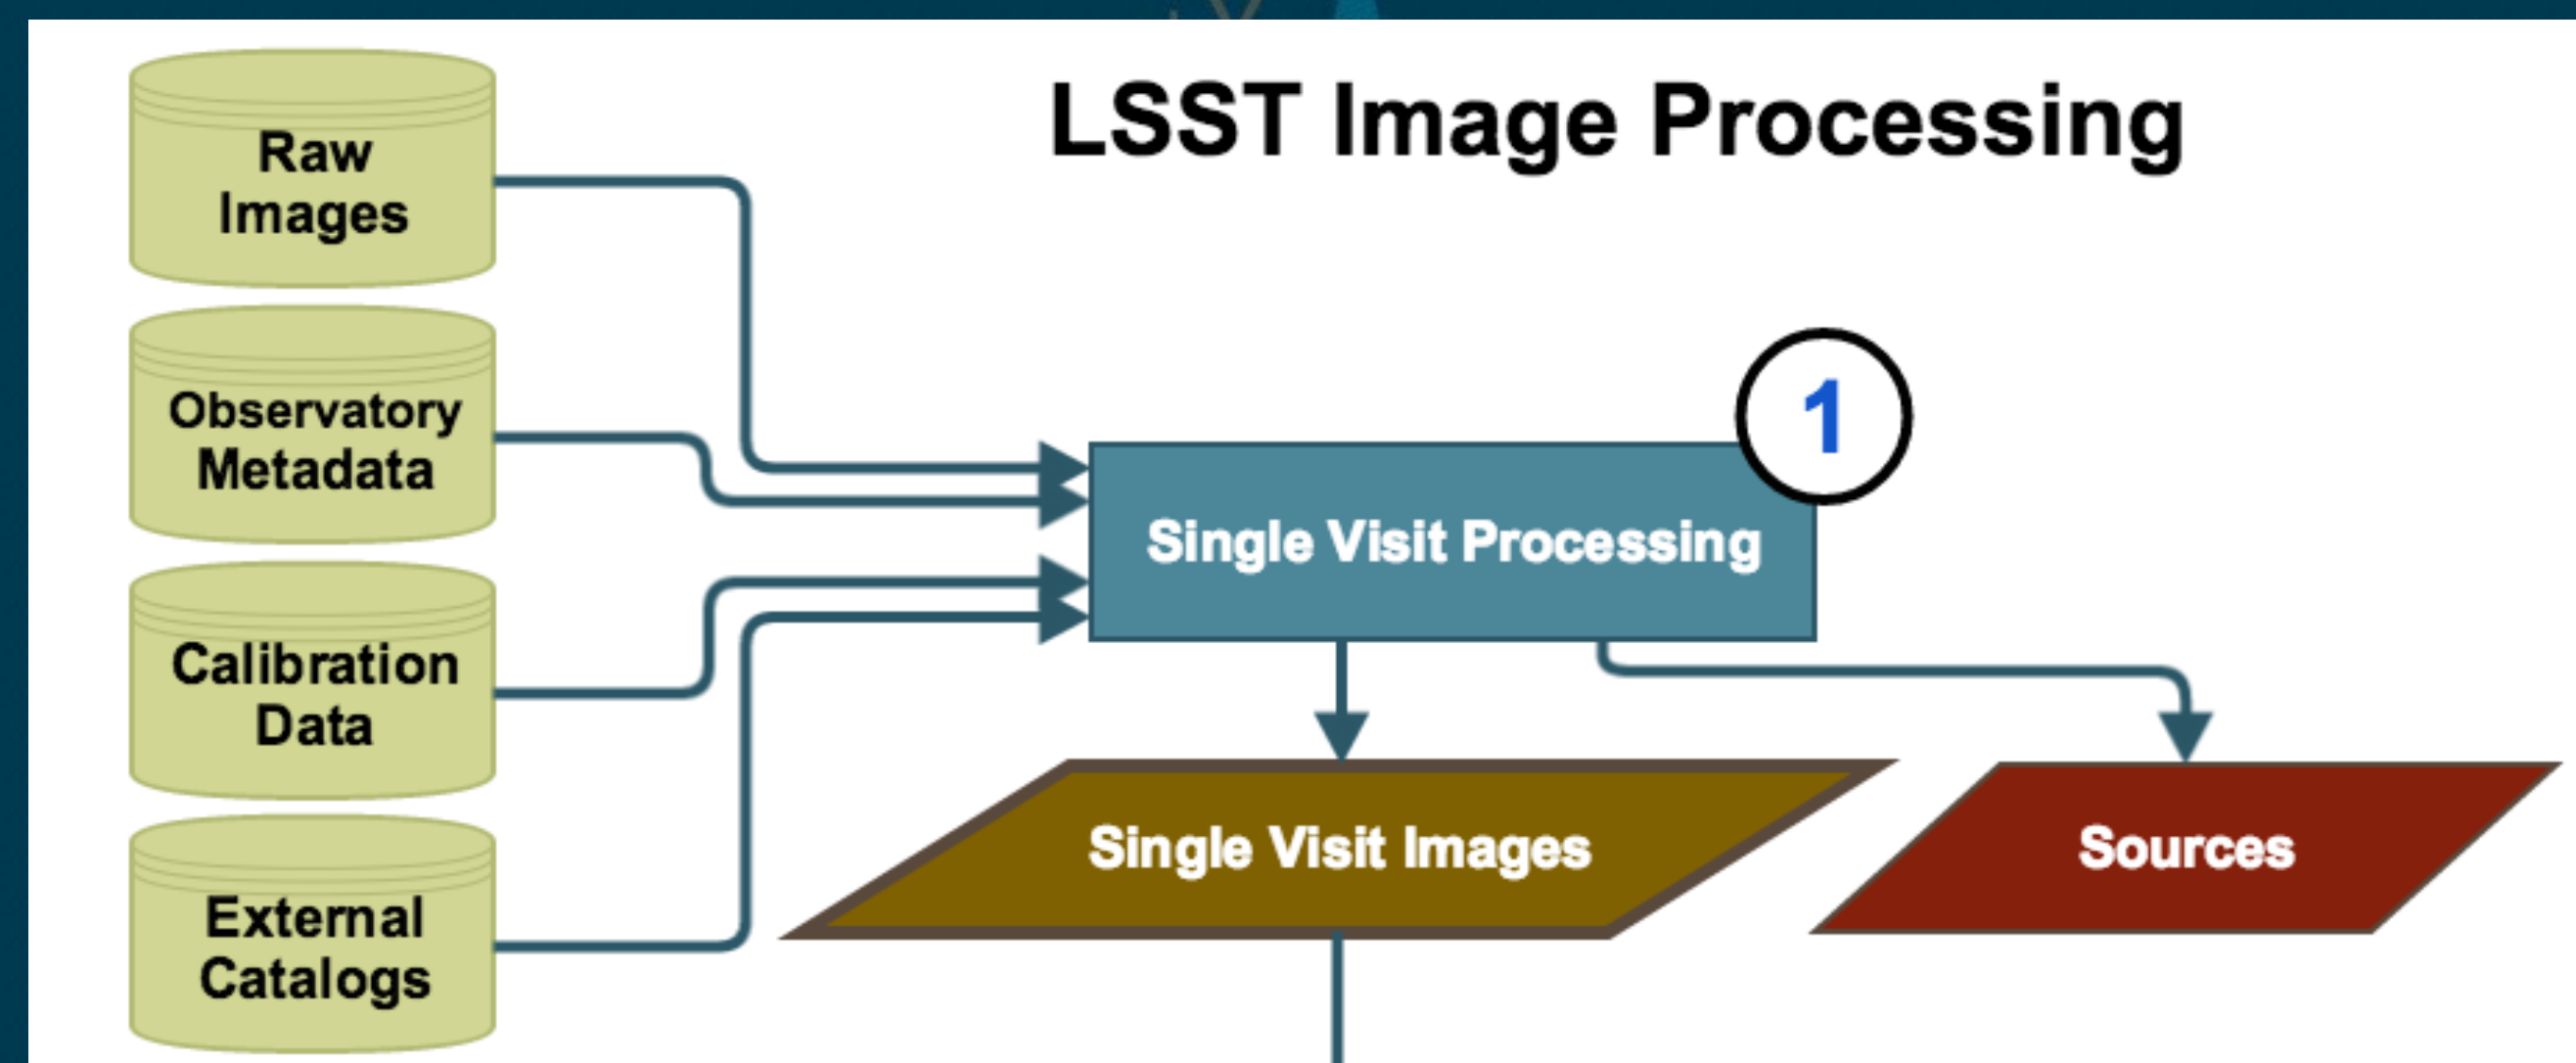 LSST Image Processing
Raw
Images
Observatory
Metadata
Calibration
Data
External
Catalogs
1
Single Visit Processing
Single Visit Images
Sources